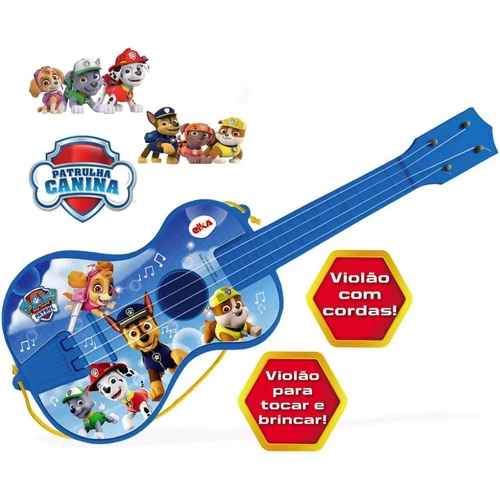 PATRULHA
CANINA
elka
Violão
com
cordas!
Violão
para
tocar e
brincar!